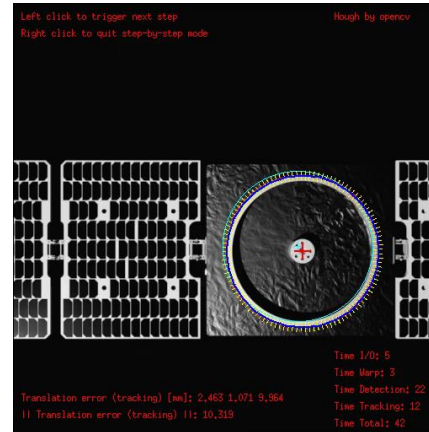 Left click to trigger next step
Hough by opencv
Right click to quit step-by-step mode
Time I/O: 5
Time Warp: 3
Time Detection: 22
Translation error (tracking) [mm]: 2,463 1,071 9,964
Time Tracking: 12
|| Translation error (tracking) ||: 10,319
Time Total: 42